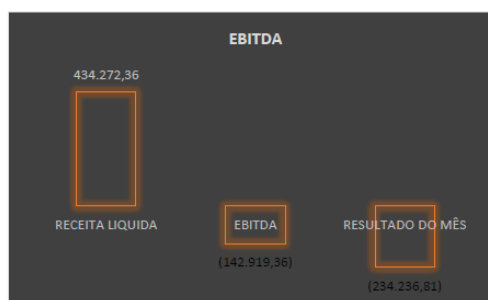 EBITDA
434.272,36
RECEITA LIQUIDA
EBITDA
RESULTADO DO MÊS
(142.919,36)
(234.236,81)